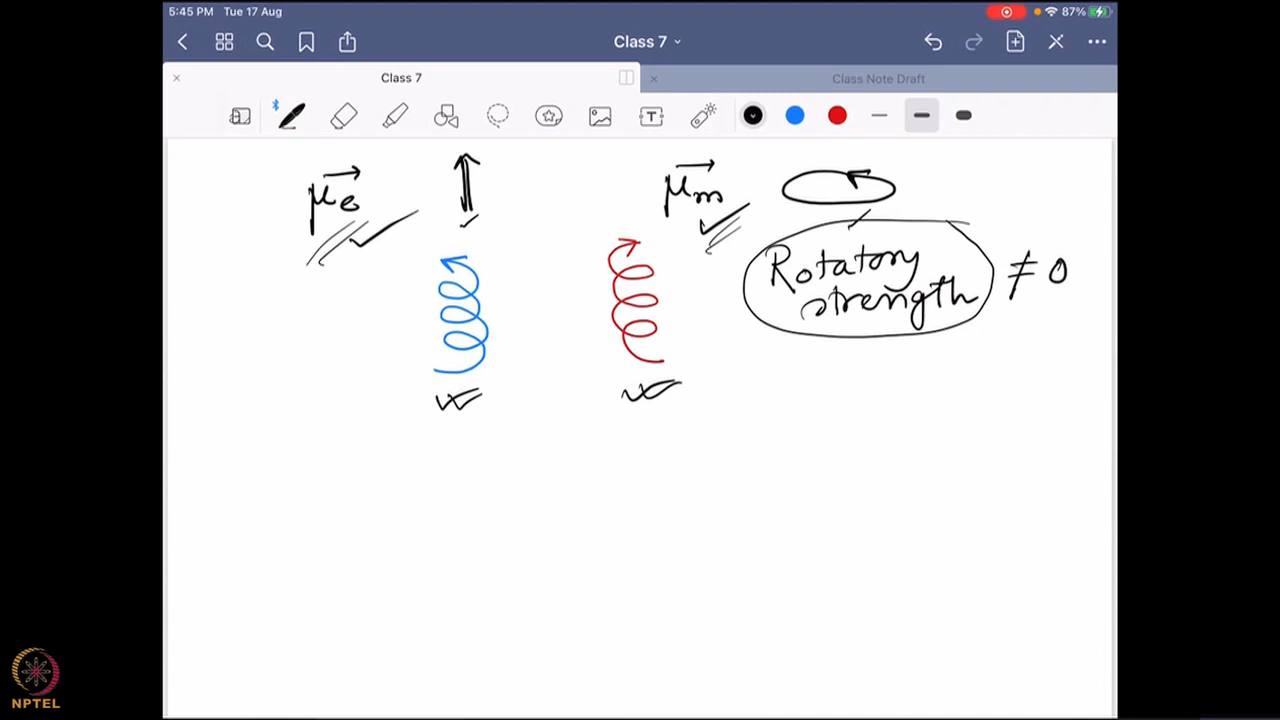 5:45 PM Tue 17 Aug
87%
Class 7
Class 7
Class Note Draft
T
μe
μm
Rotatory
strength ≠ 0
NPTEL